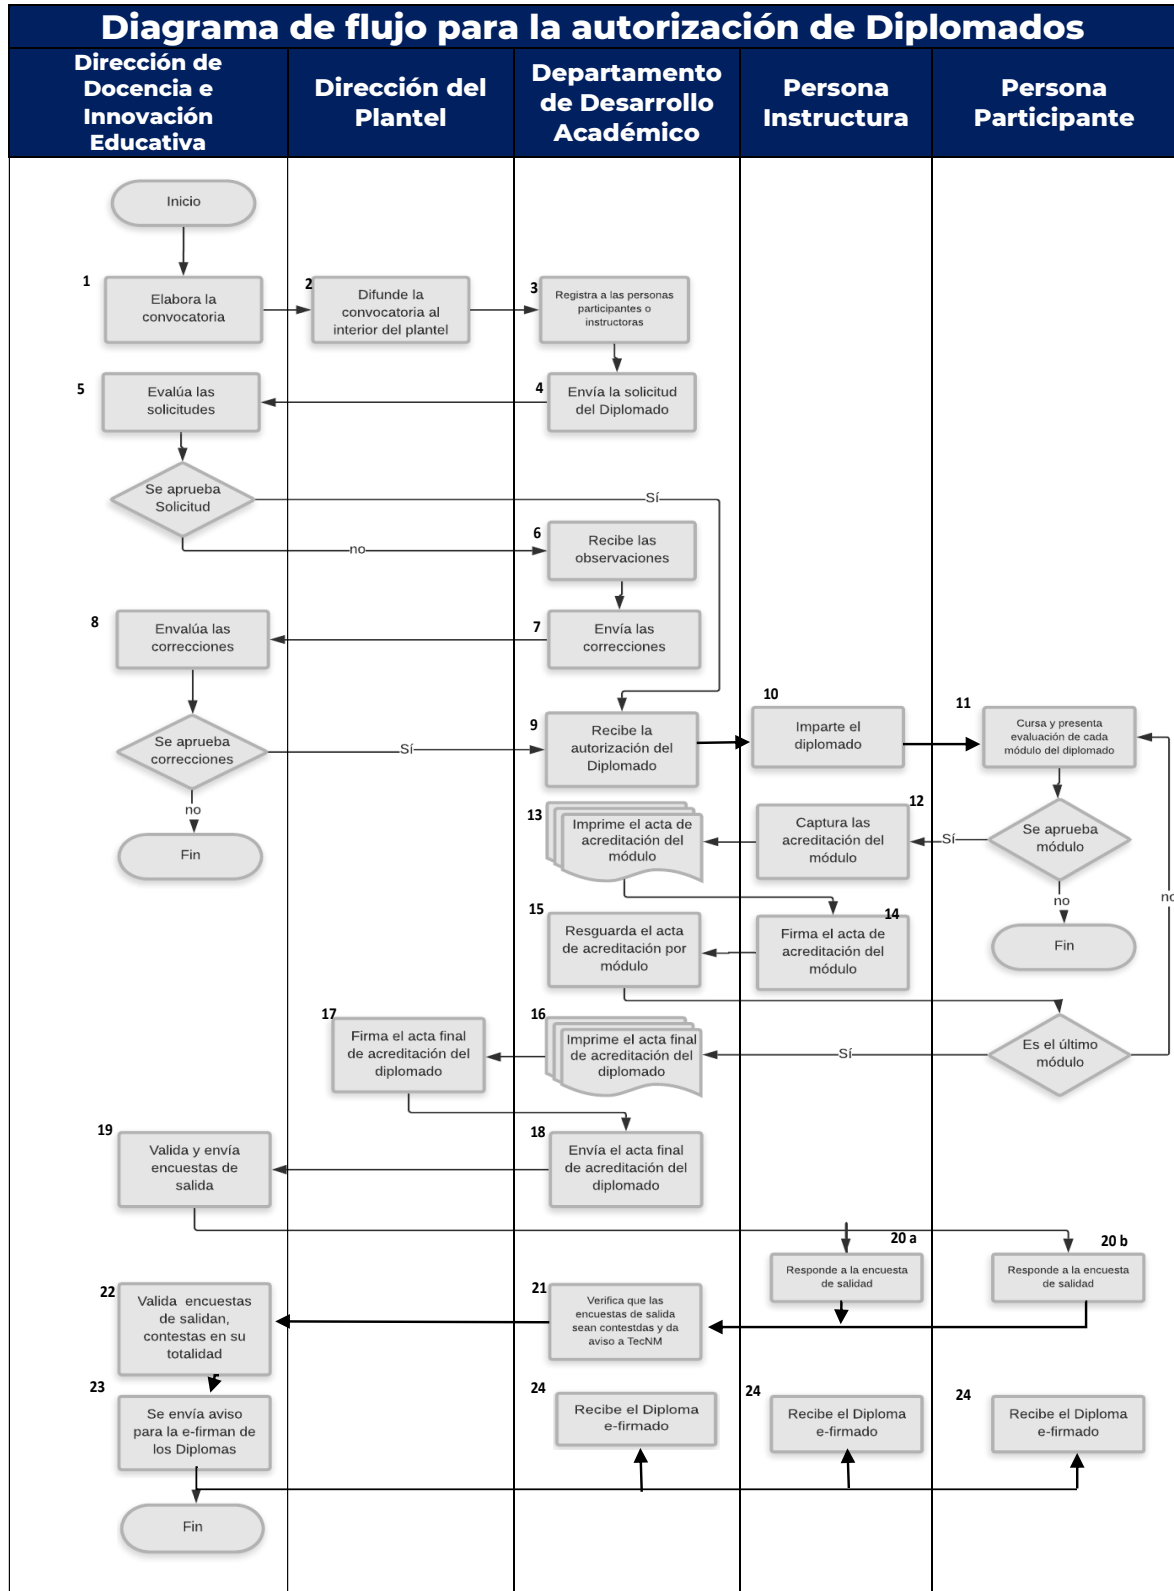 Diagrama de flujo para la autorización de Diplomados
Dirección de
Docencia e
Innovación
Educativa
Dirección del
Plantel
Departamento
de Desarrollo
Académico
Persona
Instructura
Persona
Participante
Inicio
1
Elabora la
convocatoria
2
Difunde la
convocatoria al
interior del plantel
3
Registra a las personas
participantes o
instructoras
5
Evalúa las
solicitudes
4
Envía la solicitud
del Diplomado
Se aprueba
Solicitud
Sí
no
6
Recibe las
observaciones
8
Envalúa las
correcciones
7
Envía las
correcciones
Se aprueba
correcciones
Sí
no
Fin
9
Recibe la
autorización del
Diplomado
10
Imparte el
diplomado
11
Cursa y presenta
evaluación de cada
módulo del diplomado
13
Imprime el acta de
acreditación del
módulo
12
Captura las
acreditación del
módulo
Sí
Se aprueba
módulo
no
no
Fin
15
Resguarda el acta
de acreditación por
módulo
14
Firma el acta de
acreditación del
módulo
17
Firma el acta final
de acreditación del
diplomado
16
Imprime el acta final
de acreditación del
diplomado
Sí
Es el último
módulo
19
Valida y envía
encuestas de
salida
18
Envía el acta final
de acreditación del
diplomado
20 a
Responde a la encuesta
de salidad
20 b
Responde a la encuesta
de salidad
22
Valida encuestas
de salidan,
contestas en su
totalidad
21
Verifica que las
encuestas de salida
sean contestdas y da
aviso a TecNM
23
Se envía aviso
para la e-firman de
los Diplomas
24
Recibe el Diploma
e-firmado
24
Recibe el Diploma
e-firmado
24
Recibe el Diploma
e-firmado
Fin